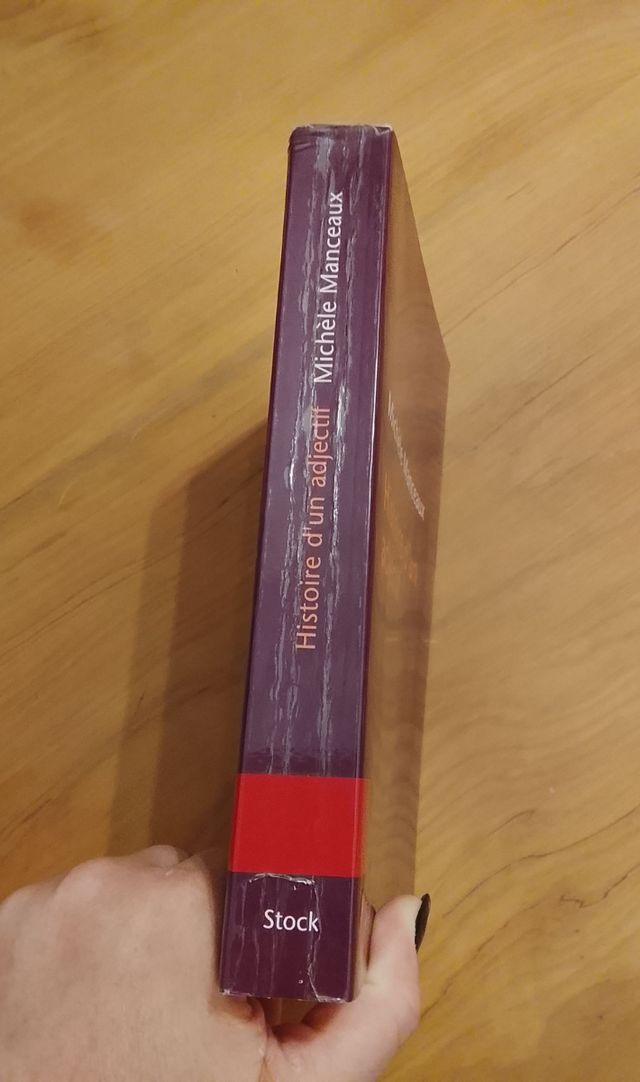 Histoire d'un adjectif Michèle Manceaux
Stock